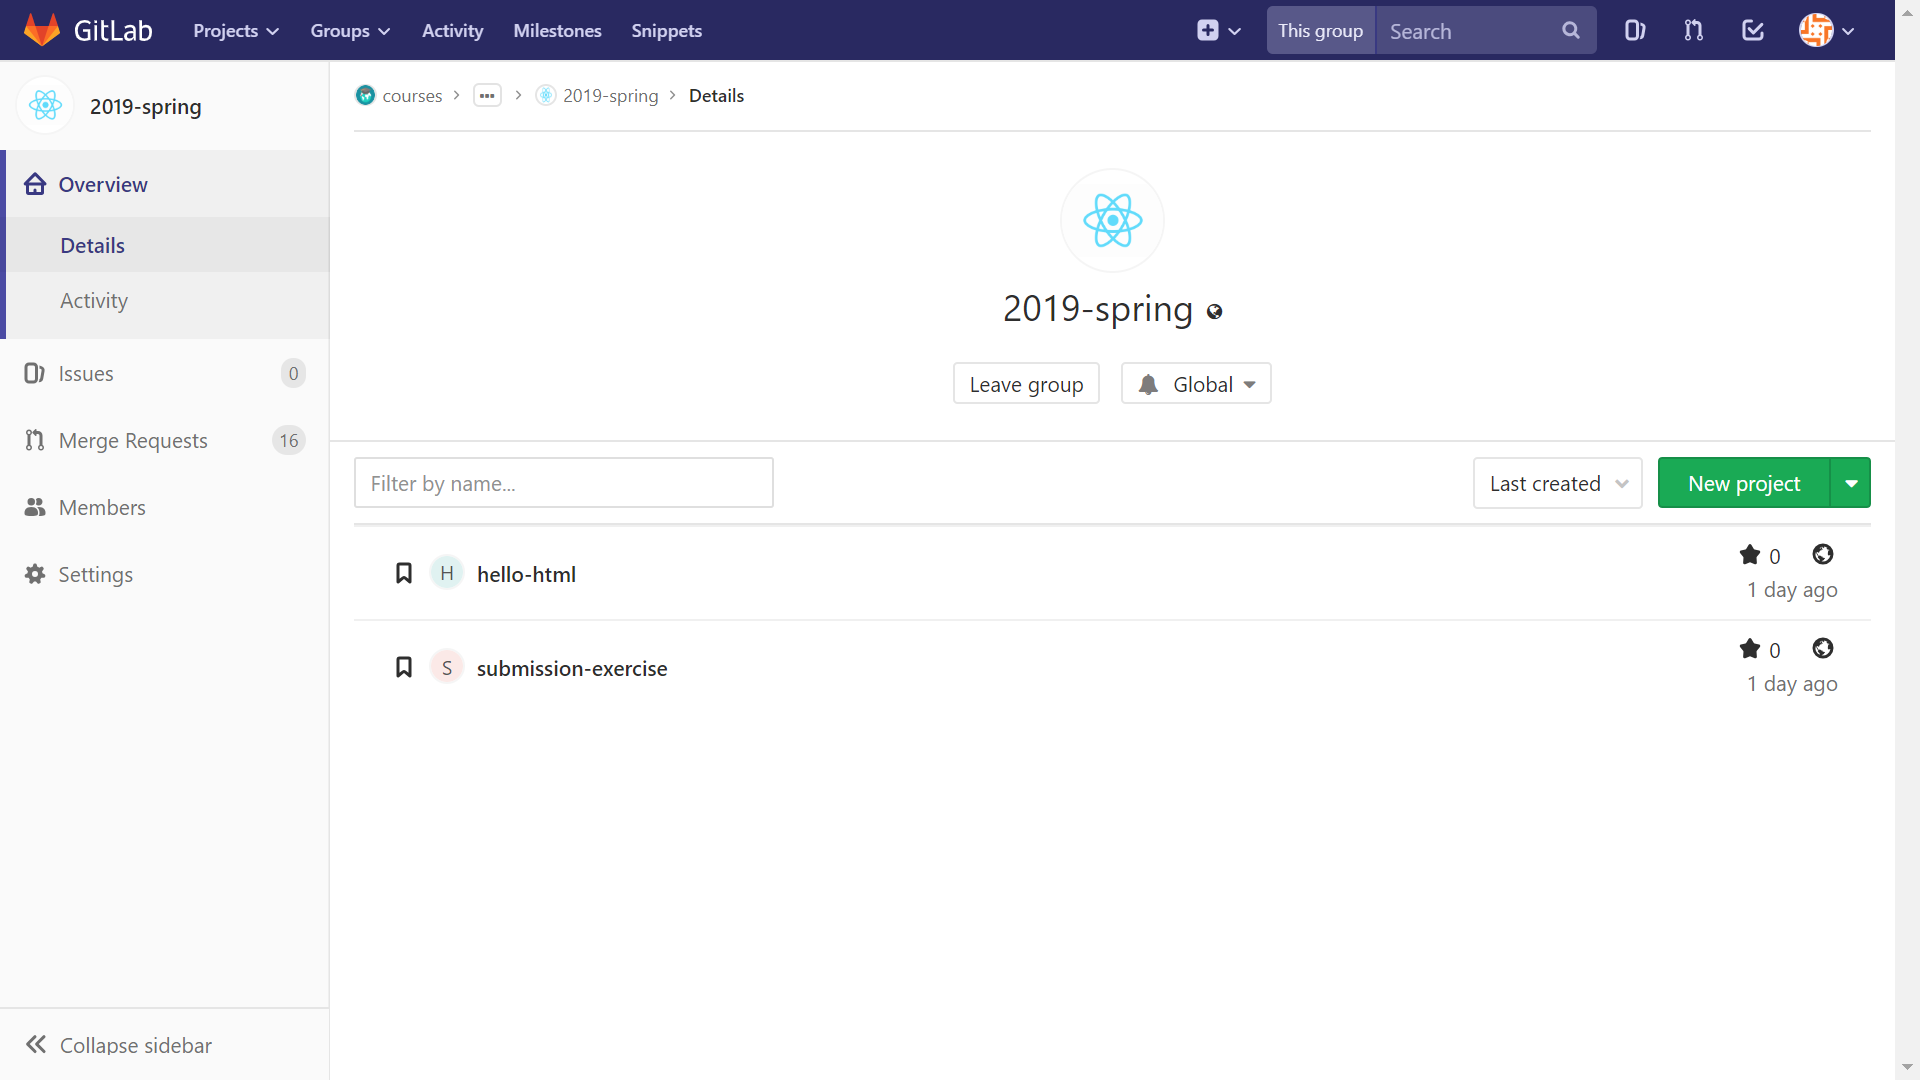 GitLab Projects Groups Activity Milestones Snippets This group Search
2019-spring
Overview
Details
Activity
Issues 0
Merge Requests 16
Members
Settings
Collapse sidebar
courses > ... > 2019-spring > Details
2019-spring
Leave group Global
Filter by name... Last created New project
H hello-html 0
1 day ago
S submission-exercise 0
1 day ago